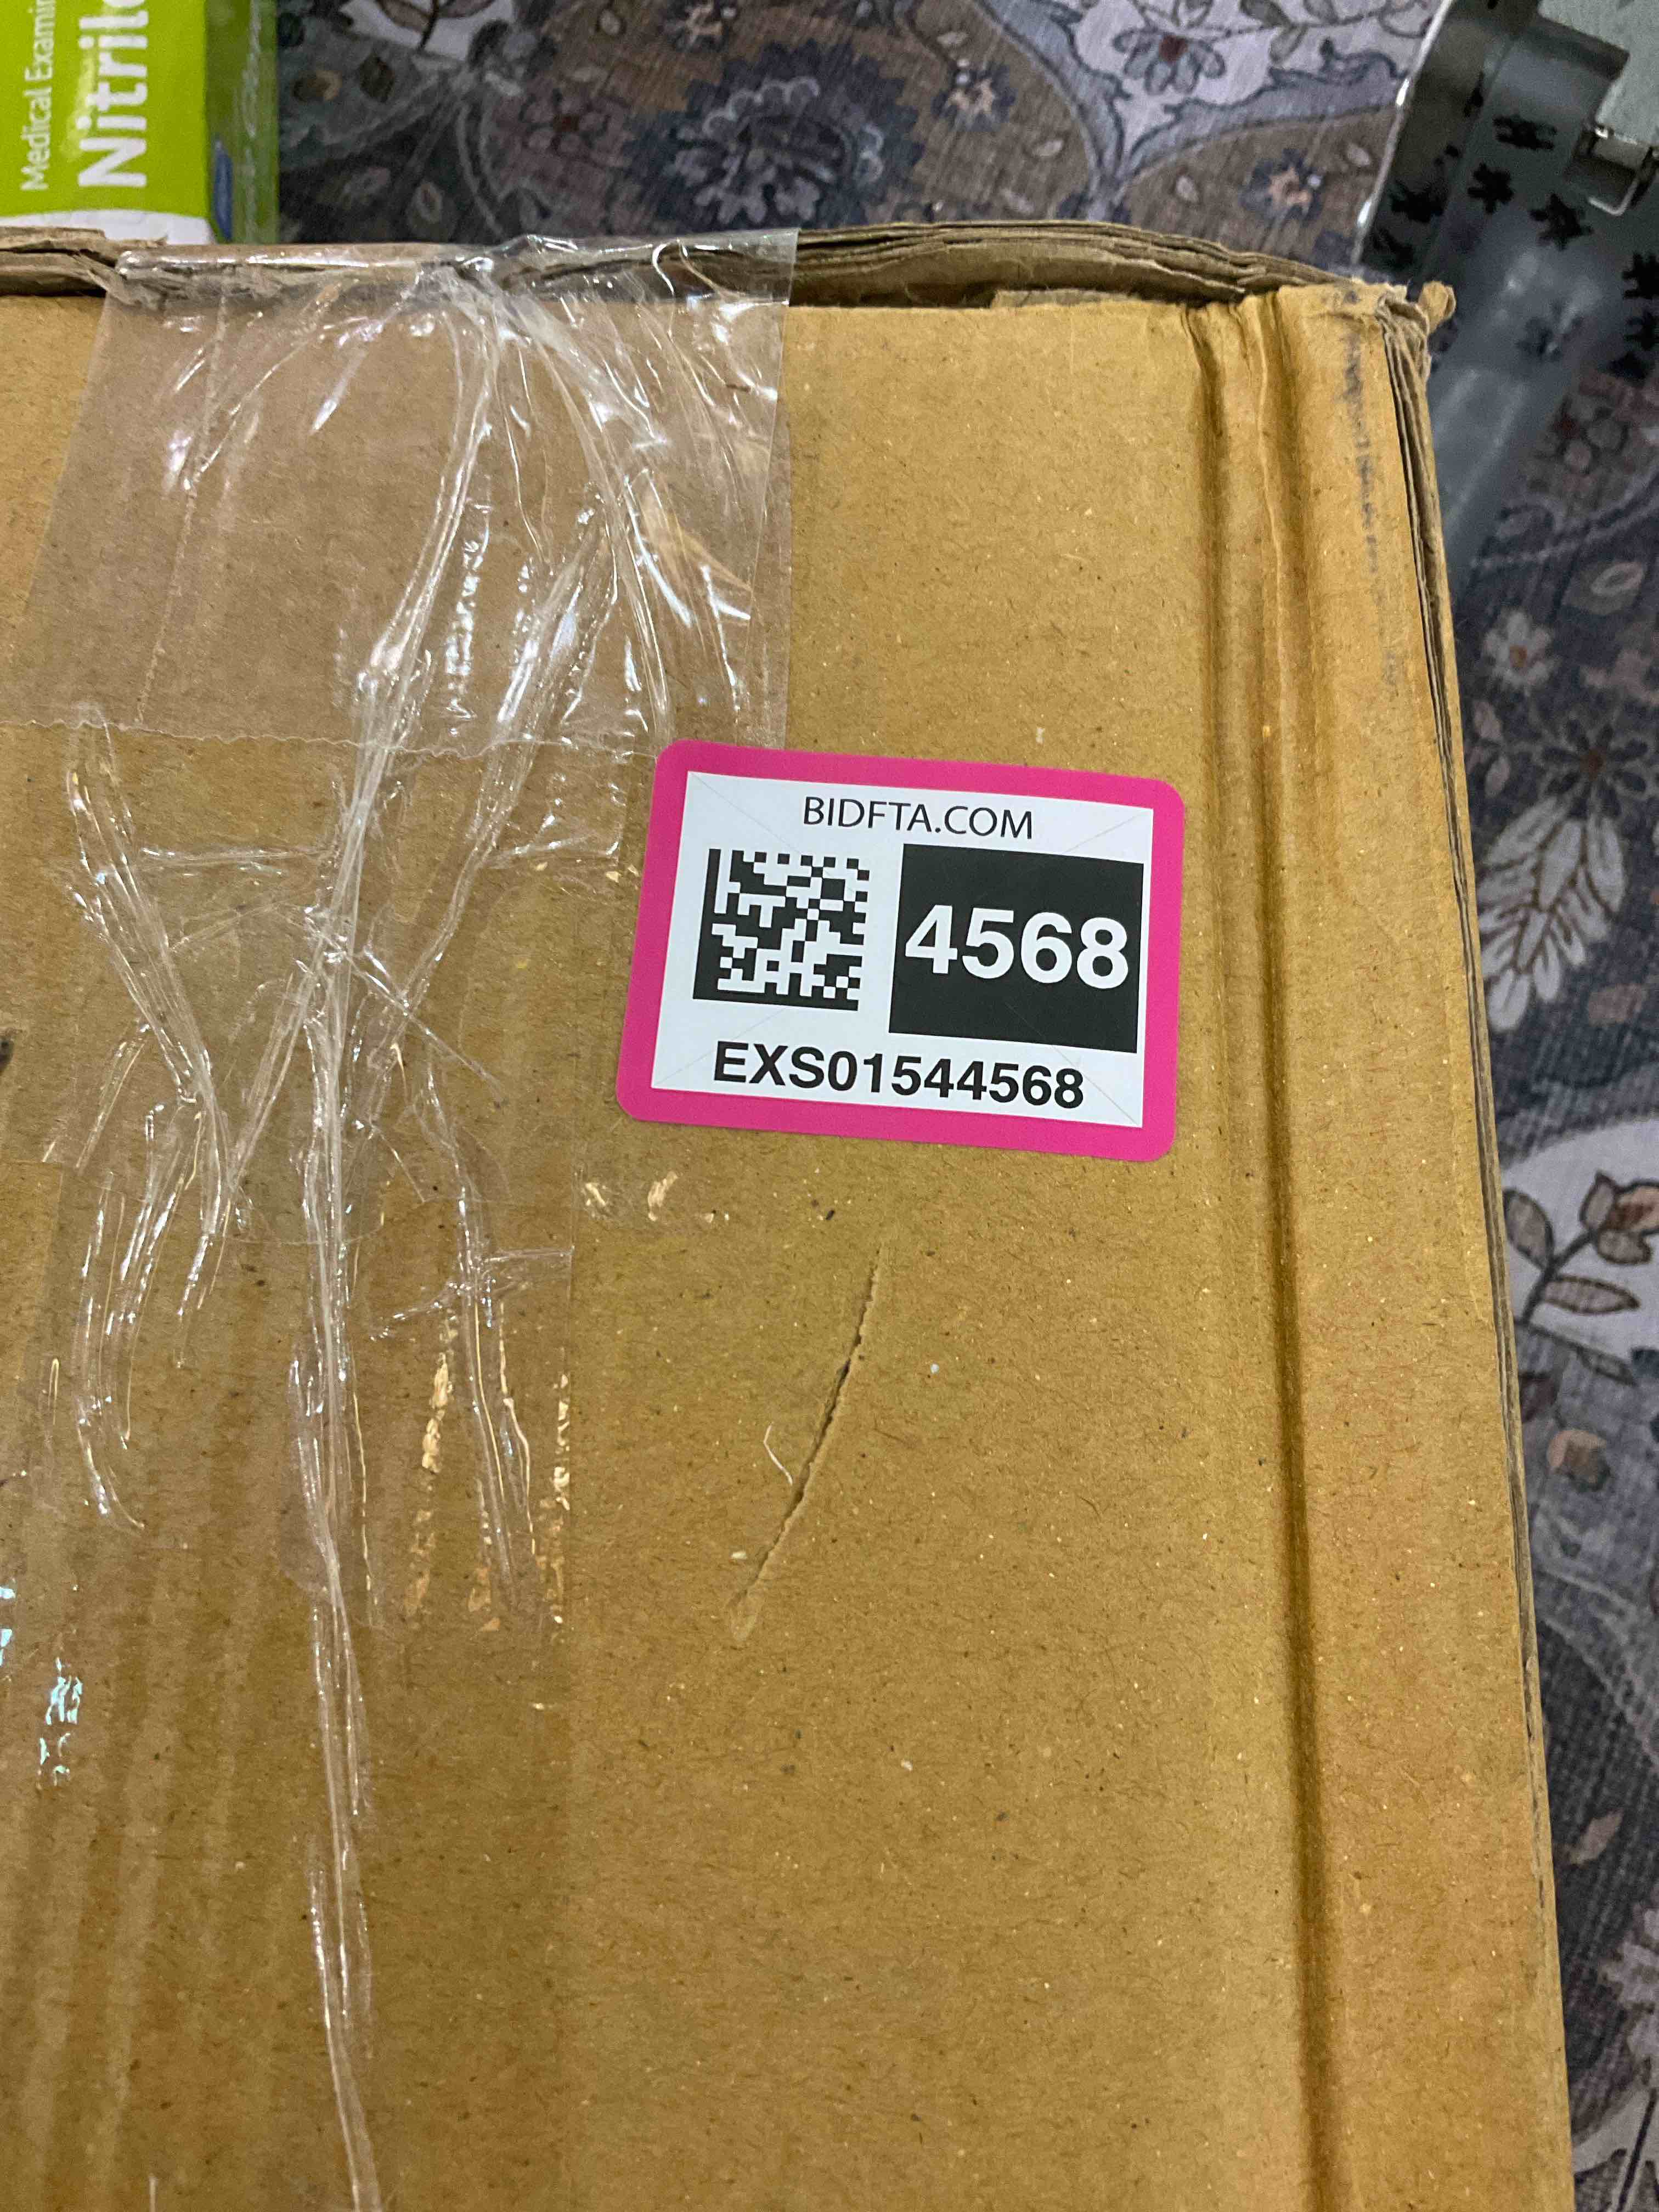 Medical Examin
Nitrile
BIDFTA.COM
4568
EXS01544568